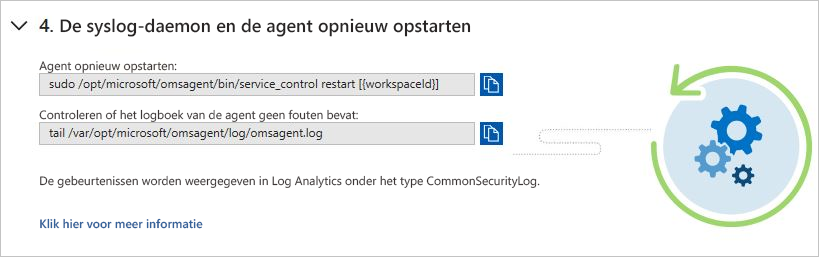 4. De syslog-daemon en de agent opnieuw opstarten
Agent opnieuw opstarten:
sudo /opt/microsoft/omsagent/bin/service_control restart [{workspaceId}]
Controleren of het logboek van de agent geen fouten bevat:
tail /var/opt/microsoft/omsagent/log/omsagent.log
De gebeurtenissen worden weergegeven in Log Analytics onder het type CommonSecurityLog.
Klik hier voor meer informatie